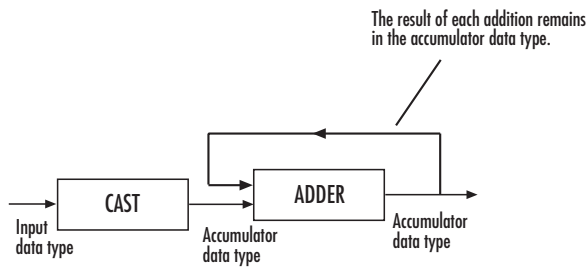 The result of each addition remains
in the accumulator data type.
CAST
ADDER
Input
data type
Accumulator
data type
Accumulator
data type